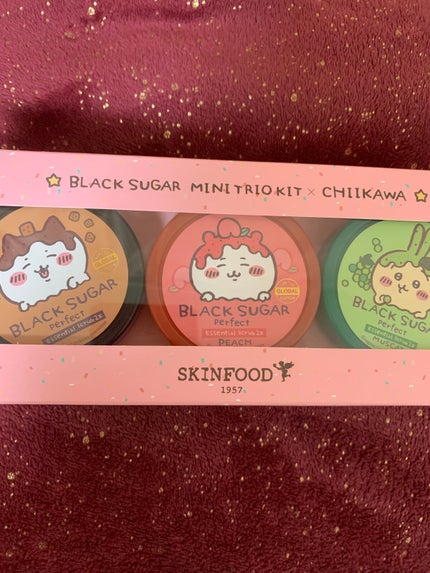 BLACK SUGAR MINI TRIO KIT × CHIIKAWA
BLACK SUGAR
Perfect
Essential Scrub 2x
GLOBAL
BLACK SUGAR
Perfect
Essential Scrub 2x
PEACH
BLACK SUGAR
Perfect
Essential Scrub 2x
SKINFOOD
1957